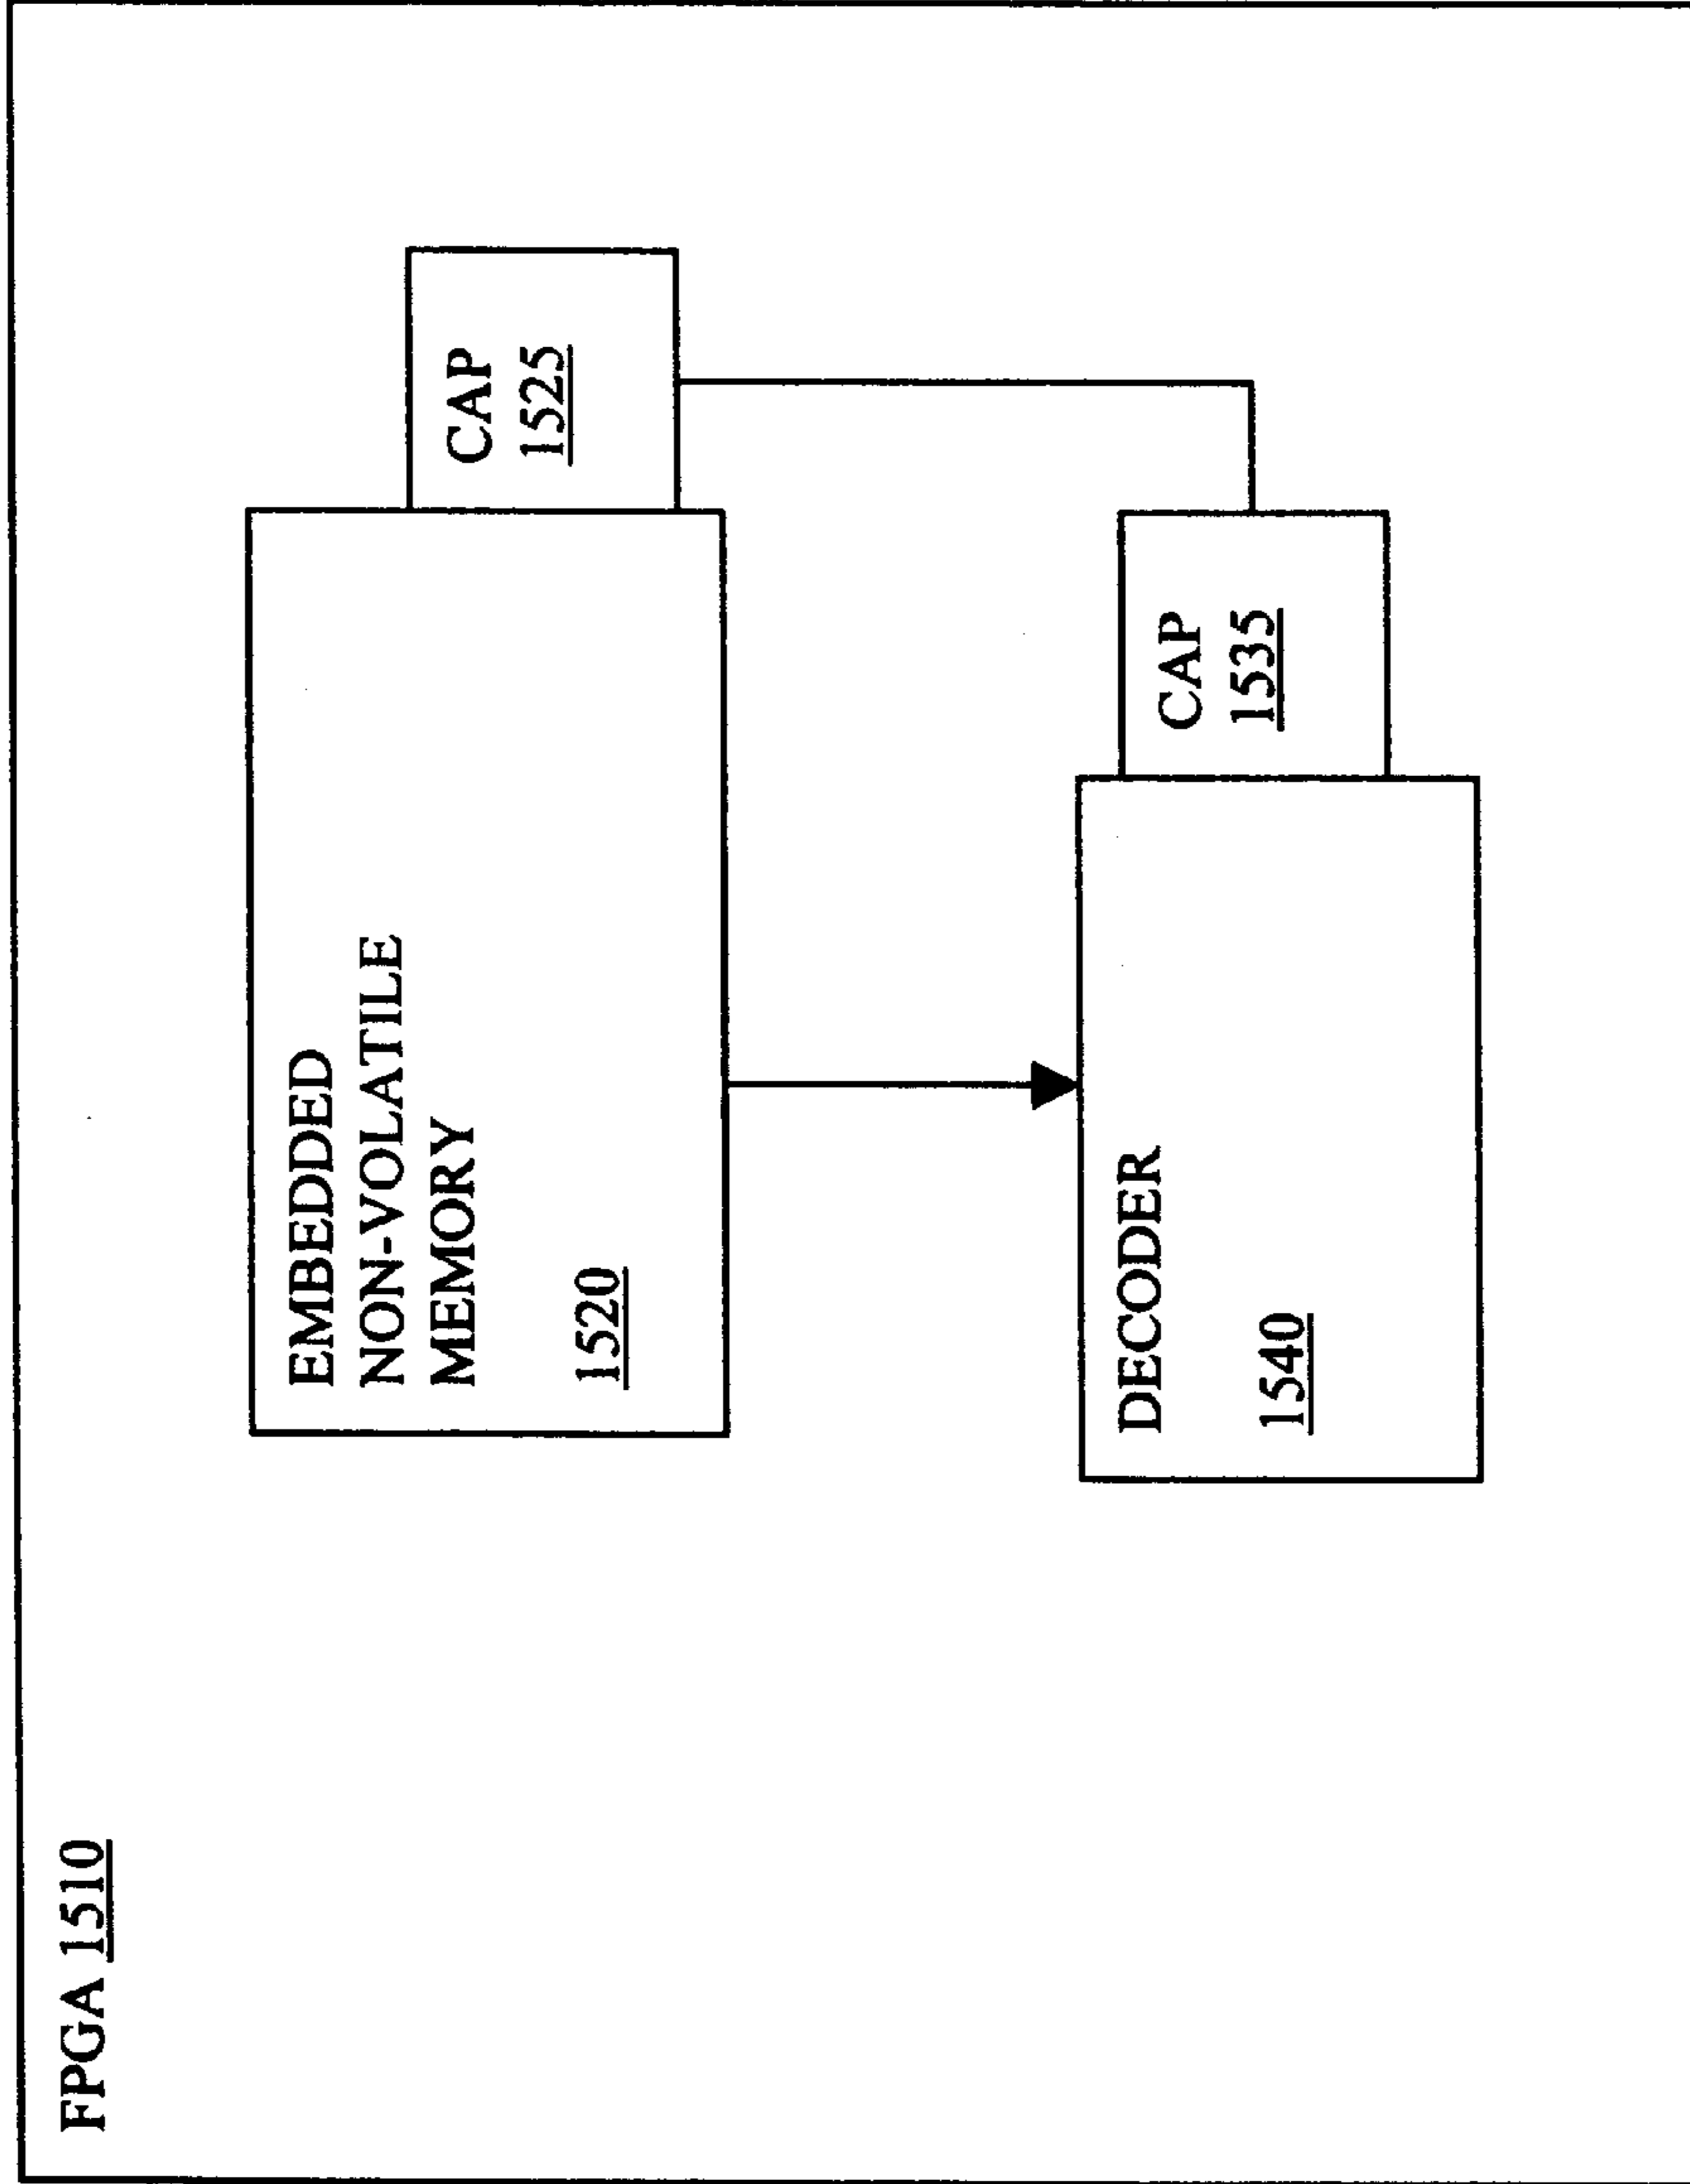 FPGA 1510
EMBEDDED
NON-VOLATILE
MEMORY
1520
CAP
1525
DECODER
1540
CAP
1535